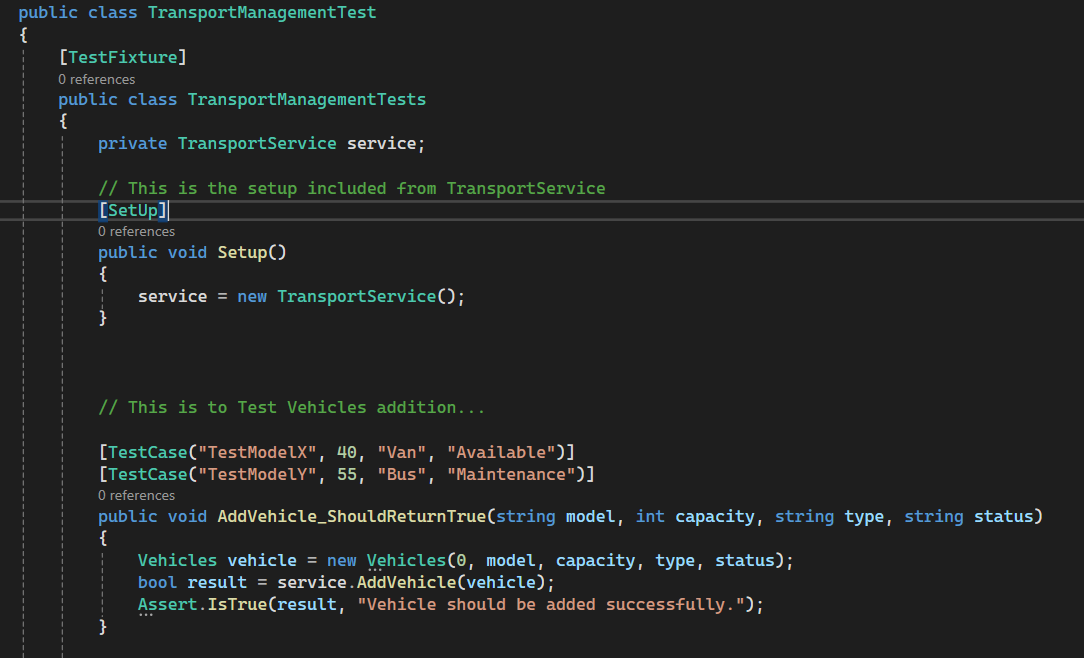 public class TransportManagementTest
{
[TestFixture]
0 references
public class TransportManagementTests
{
private TransportService service;
// This is the setup included from TransportService
[SetUp]
0 references
public void Setup()
{
service = new TransportService();
}
// This is to Test Vehicles addition...
[TestCase("TestModelX", 40, "Van", "Available")]
[TestCase("TestModelY", 55, "Bus", "Maintenance")]
0 references
public void AddVehicle_ShouldReturnTrue(string model, int capacity, string type, string status)
{
Vehicles vehicle = new Vehicles(0, model, capacity, type, status);
bool result = service.AddVehicle(vehicle);
Assert.IsTrue(result, "Vehicle should be added successfully.");
}